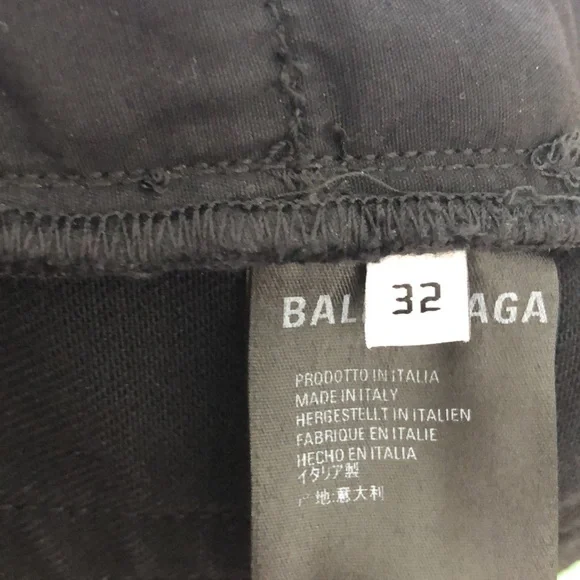 32
BAL AGA
PRODOTTO IN ITALIA
MADE IN ITALY
HERGESTELLT IN ITALIEN
FABRIQUE EN ITALIE
HECHO EN ITALIA
イタリア製
产地:意大利